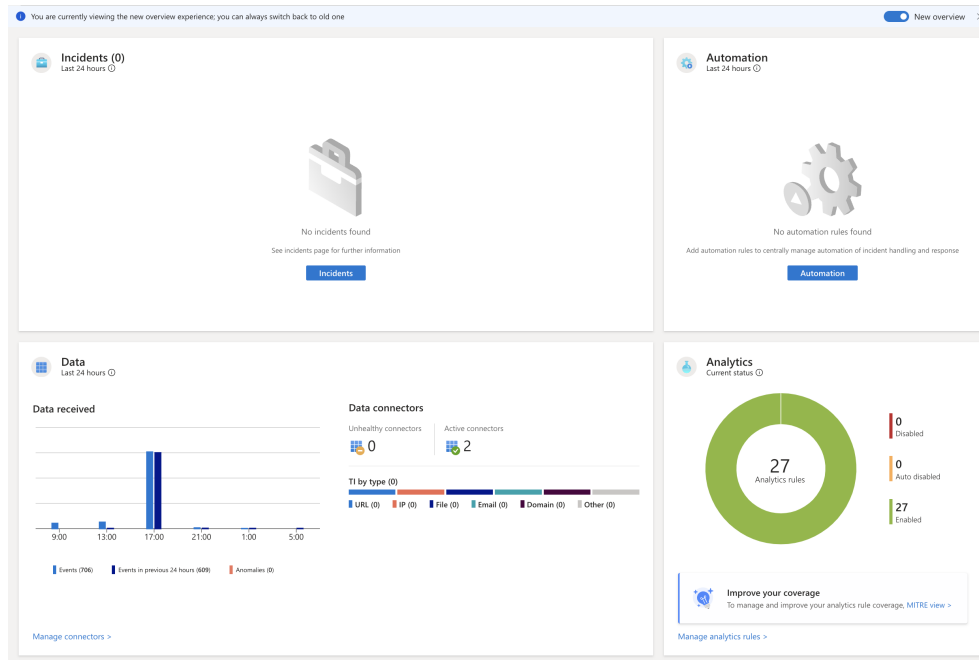 You are currently viewing the new overview experience; you can always switch back to old one
New overview
Incidents (0)
Last 24 hours
No incidents found
See incidents page for further information
Incidents
Automation
Last 24 hours
No automation rules found
Add automation rules to centrally manage automation of incident handling and response
Automation
Data
Last 24 hours
Data received
9:00 13:00 17:00 21:00 1:00 5:00
Events (706) Events in previous 24 hours (609) Anomalies (0)
Manage connectors >
Data connectors
Unhealthy connectors Active connectors
0 2
TI by type (0)
URL (0) IP (0) File (0) Email (0) Domain (0) Other (0)
Analytics
Current status
27
Analytics rules
0
Disabled
0
Auto disabled
27
Enabled
Improve your coverage
To manage and improve your analytics rule coverage, MITRE view >
Manage analytics rules >